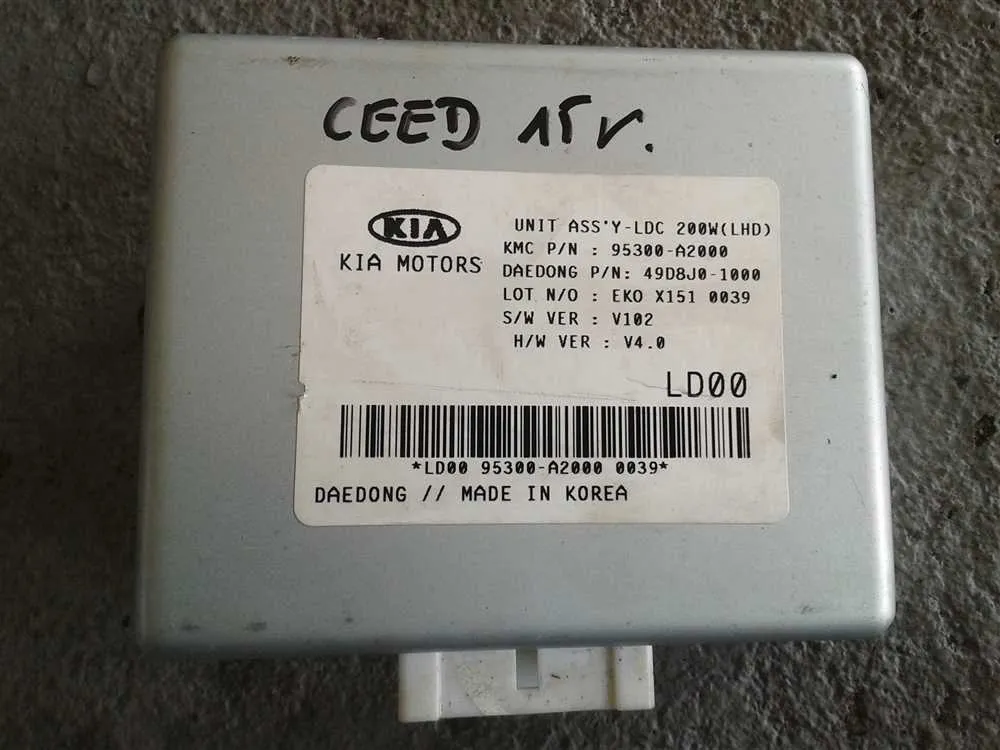 CEED 15 r.
KIA
KIA MOTORS
UNIT ASS'Y-LDC 200W(LHD)
KMC P/N : 95300-A2000
DAEDONG P/N: 49D8J0-1000
LOT N/O : EKO X151 0039
S/W VER : V102
H/W VER : V4.0
LD00
*LD00 95300-A2000 0039*
DAEDONG // MADE IN KOREA